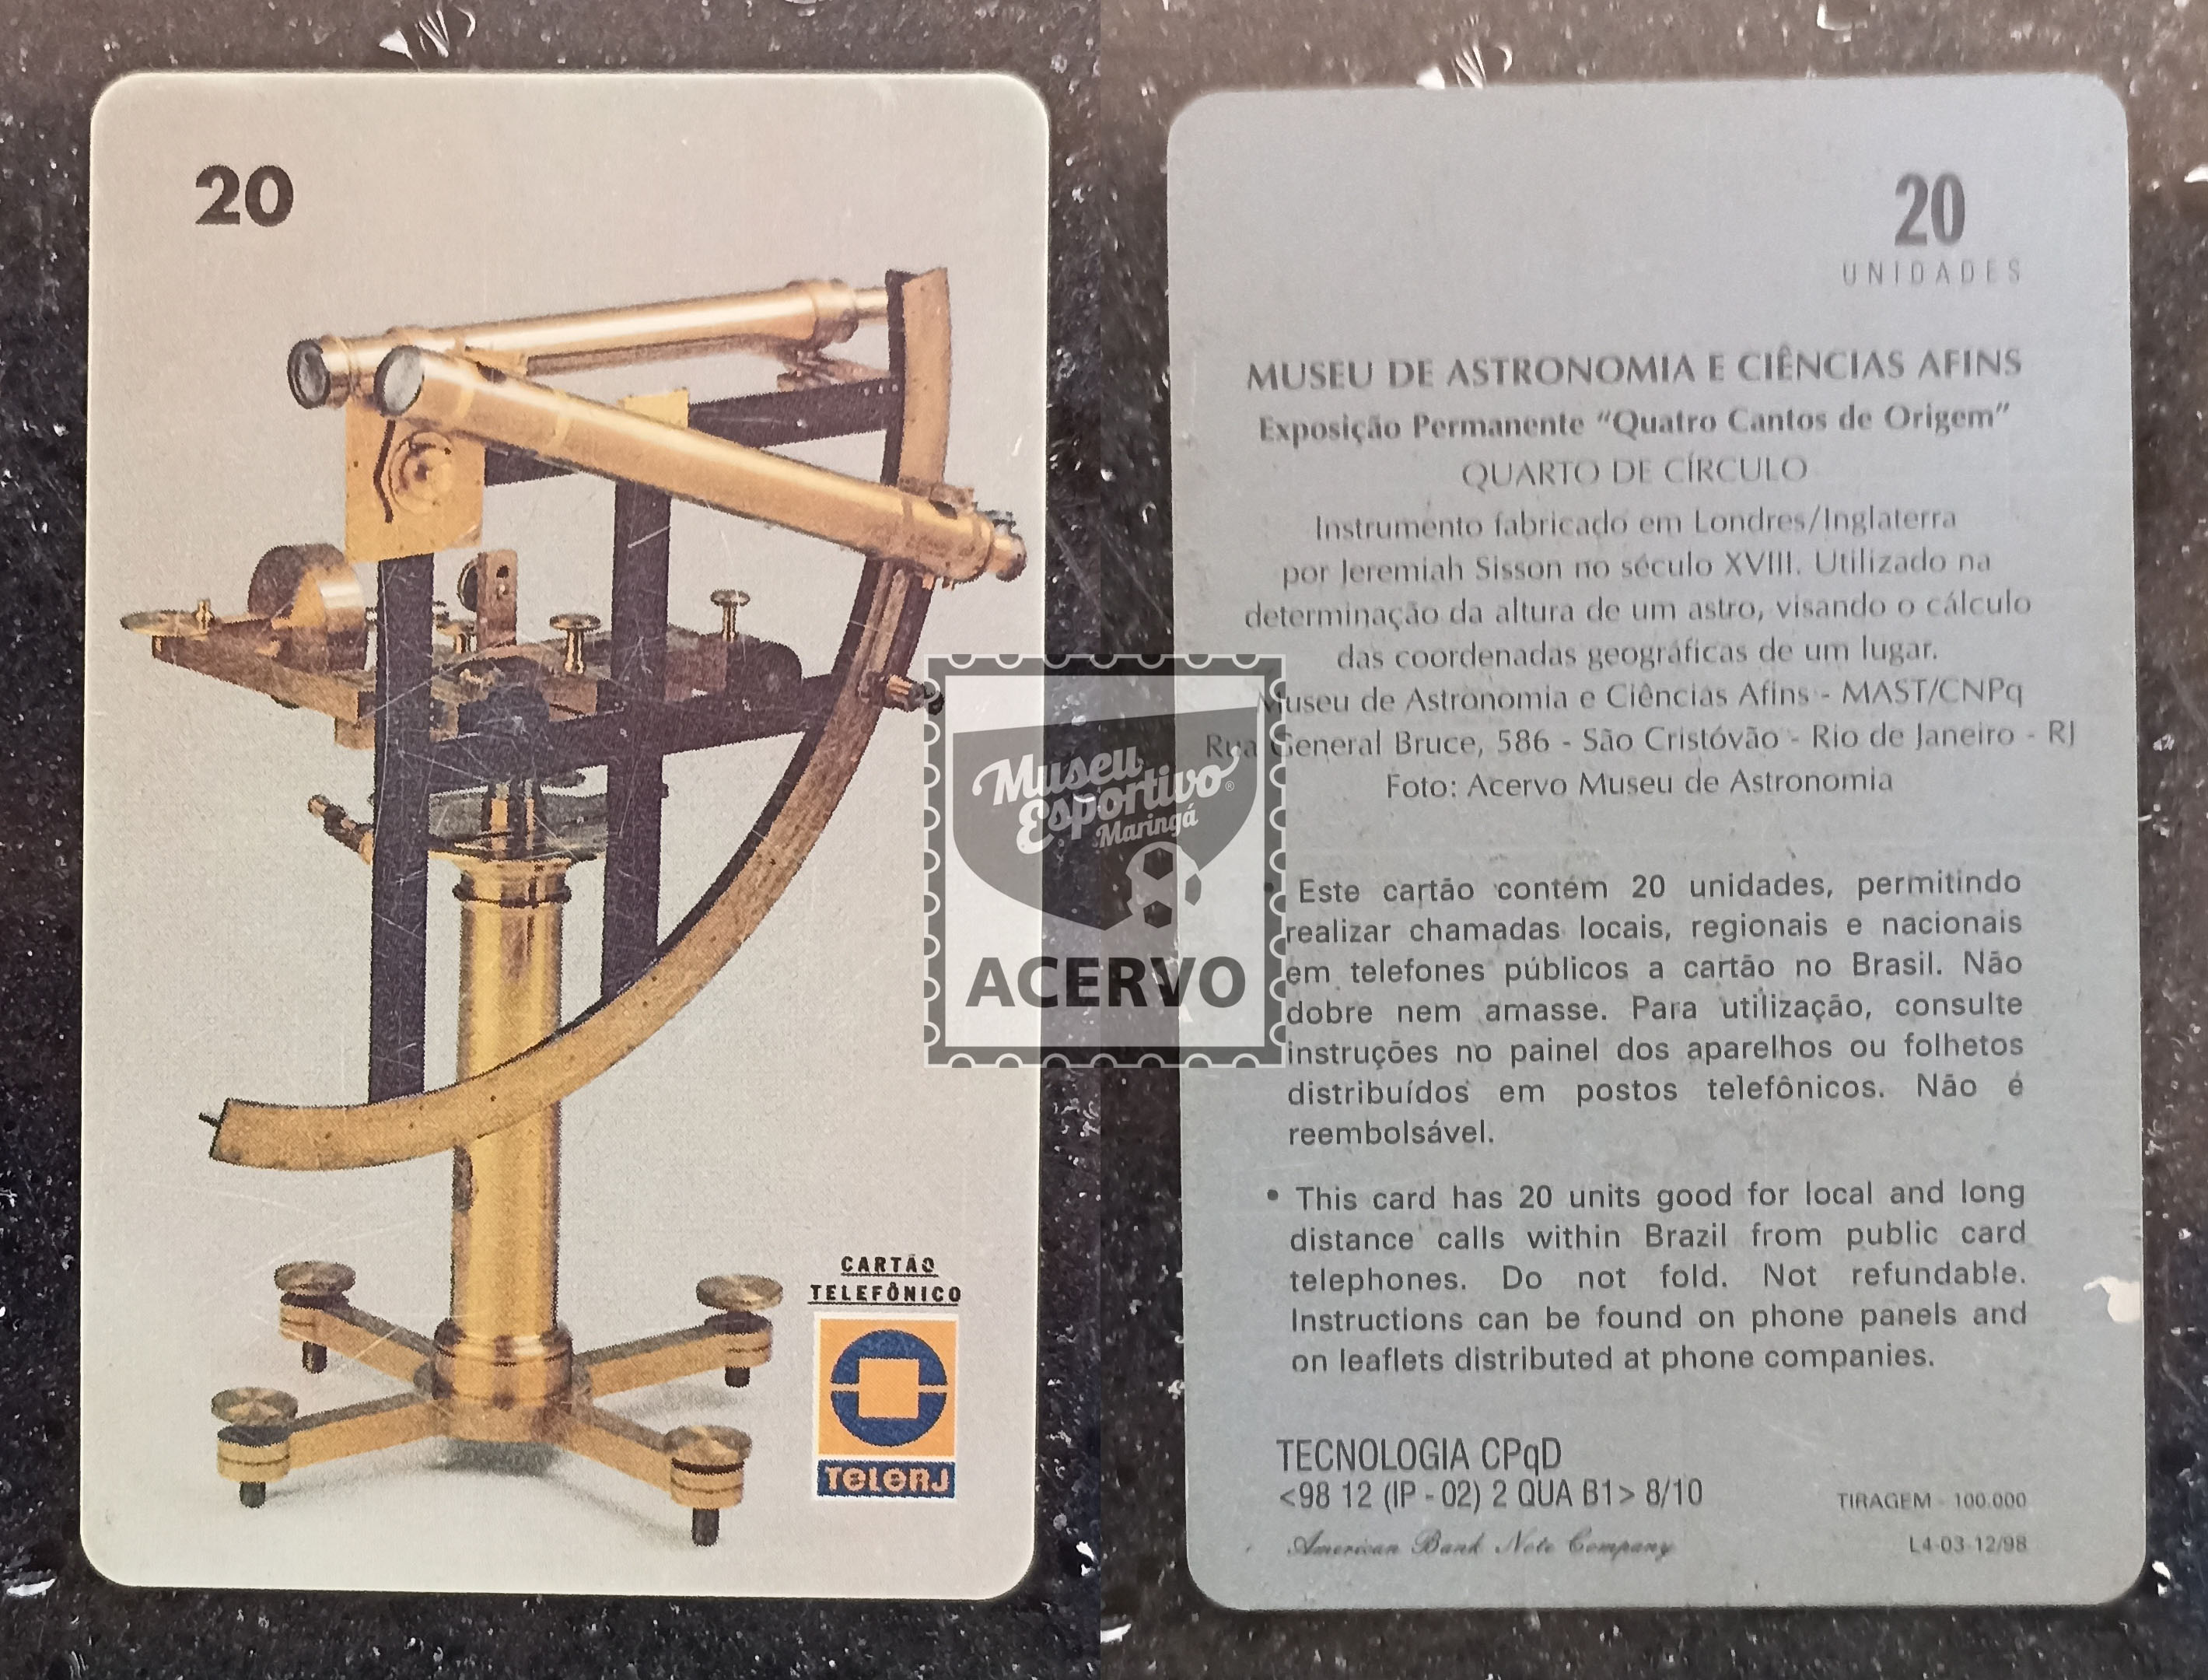 20
CARTÃO
TELEFÔNICO
TELERJ
20
UNIDADES
MUSEU DE ASTRONOMIA E CIÊNCIAS AFINS
Exposição Permanente “Quatro Cantos de Origem”
QUARTO DE CÍRCULO
Instrumento fabricado em Londres/Inglaterra
por Jeremiah Sisson no século XVIII. Utilizado na
determinação da altura de um astro, visando o cálculo
das coordenadas geográficas de um lugar.
Museu de Astronomia e Ciências Afins - MAST/CNPq
Rua General Bruce, 586 - São Cristóvão - Rio de Janeiro - RJ
Foto: Acervo Museu de Astronomia
• Este cartão contém 20 unidades, permitindo
realizar chamadas locais, regionais e nacionais
em telefones públicos a cartão no Brasil. Não
dobre nem amasse. Para utilização, consulte
instruções no painel dos aparelhos ou folhetos
distribuídos em postos telefônicos. Não é
reembolsável.
• This card has 20 units good for local and long
distance calls within Brazil from public card
telephones. Do not fold. Not refundable.
Instructions can be found on phone panels and
on leaflets distributed at phone companies.
TECNOLOGIA CPqD
<98 12 (IP - 02) 2 QUA B1> 8/10
TIRAGEM - 100.000
American Bank Note Company
L4-03-12/98
Museu
Esportivo®
Maringá
ACERVO